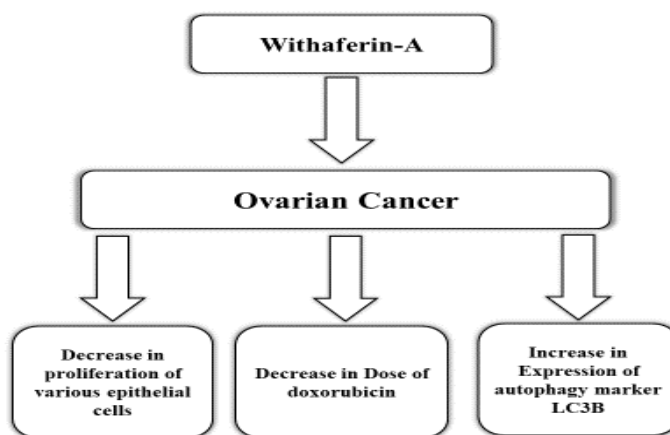 Withaferin-A
Ovarian Cancer
Decrease in
proliferation of
various epithelial
cells
Decrease in Dose of
doxorubicin
Increase in
Expression of
autophagy marker
LC3B